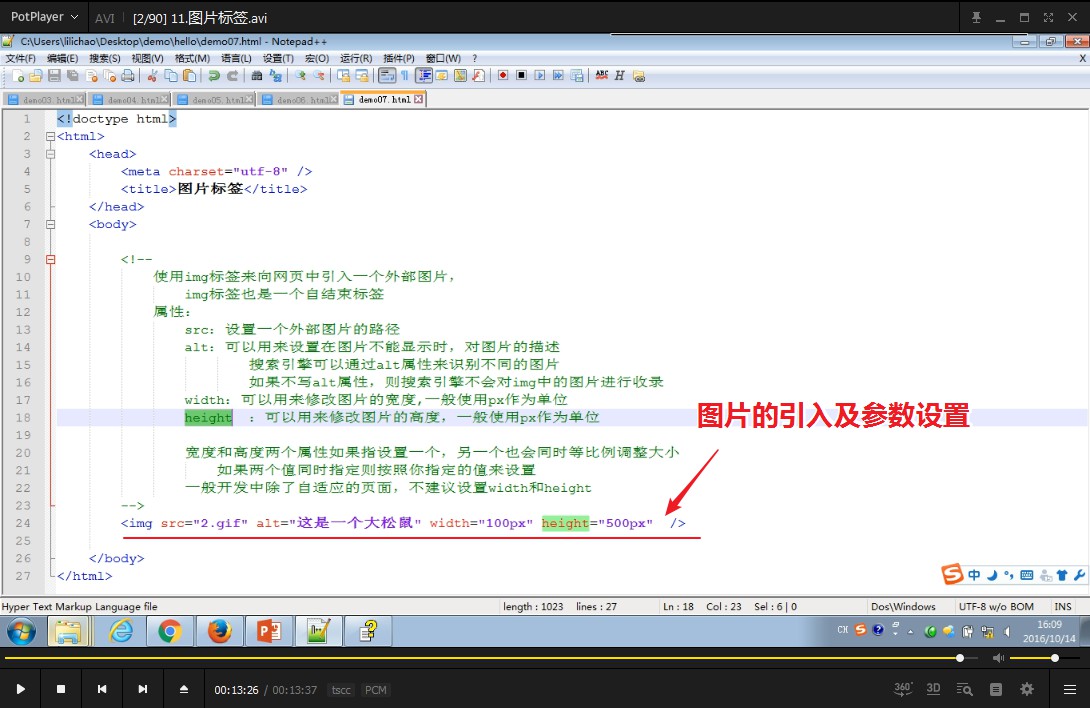 PotPlayer AVI [2/90] 11.图片标签.avi
C:\Users\lilichao\Desktop\demo\hello\demo07.html - Notepad++
文件(F) 编辑(E) 搜索(S) 视图(V) 格式(M) 语言(L) 设置(T) 宏(O) 运行(R) 插件(P) 窗口(W) ? X
demo03.html demo04.html demo05.html demo06.html demo07.html
1 <!doctype html>
2 <html>
3 <head>
4 <meta charset="utf-8" />
5 <title>图片标签</title>
6 </head>
7 <body>
8
9 <!--
10 使用img标签来向网页中引入一个外部图片,
11 img标签也是一个自结束标签
12 属性:
13 src: 设置一个外部图片的路径
14 alt: 可以用来设置在图片不能显示时, 对图片的描述
15 搜索引擎可以通过alt属性来识别不同的图片
16 如果不写alt属性, 则搜索引擎不会对img中的图片进行收录
17 width: 可以用来修改图片的宽度,一般使用px作为单位
18 height : 可以用来修改图片的高度, 一般使用px作为单位
图片的引入及参数设置
19
20 宽度和高度两个属性如果指设置一个, 另一个也会同时等比例调整大小
21 如果两个值同时指定则按照你指定的值来设置
22 一般开发中除了自适应的页面, 不建议设置width和height
23 -->
24 <img src="2.gif" alt="这是一个大松鼠" width="100px" height="500px" />
25
26 </body>
27 </html>
中
Hyper Text Markup Language file length : 1023 lines : 27 Ln : 18 Col : 23 Sel : 6 | 0 Dos\Windows UTF-8 w/o BOM INS
CH 16:09
2016/10/14
00:13:26 / 00:13:37 tscc PCM 360° 3D